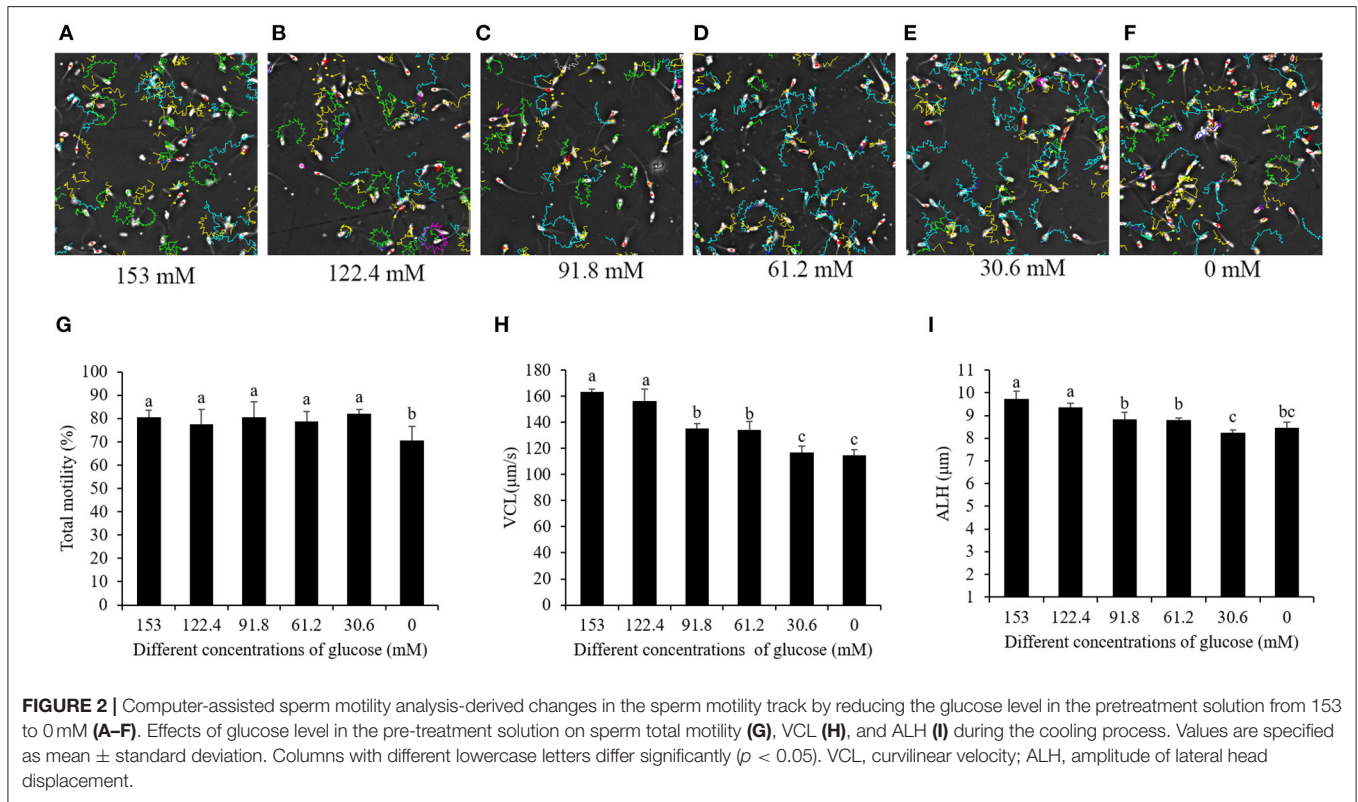 A B C D E F
153 mM 122.4 mM 91.8 mM 61.2 mM 30.6 mM 0 mM
G
Total motility (%)
100
90
80
70
60
50
40
30
20
10
0
a a a a a b
153 122.4 91.8 61.2 30.6 0
Different concentrations of glucose (mM)
H
VCL(µm/s)
180
160
140
120
100
80
60
40
20
0
a a b b c c
153 122.4 91.8 61.2 30.6 0
Different concentrations of glucose (mM)
I
ALH (µm)
11
10
9
8
7
6
5
4
3
2
1
a a b b c bc
153 122.4 91.8 61.2 30.6 0
Different concentrations of glucose (mM)
FIGURE 2 | Computer-assisted sperm motility analysis-derived changes in the sperm motility track by reducing the glucose level in the pretreatment solution from 153
to 0 mM (A–F). Effects of glucose level in the pre-treatment solution on sperm total motility (G), VCL (H), and ALH (I) during the cooling process. Values are specified
as mean ± standard deviation. Columns with different lowercase letters differ significantly (p < 0.05). VCL, curvilinear velocity; ALH, amplitude of lateral head
displacement.